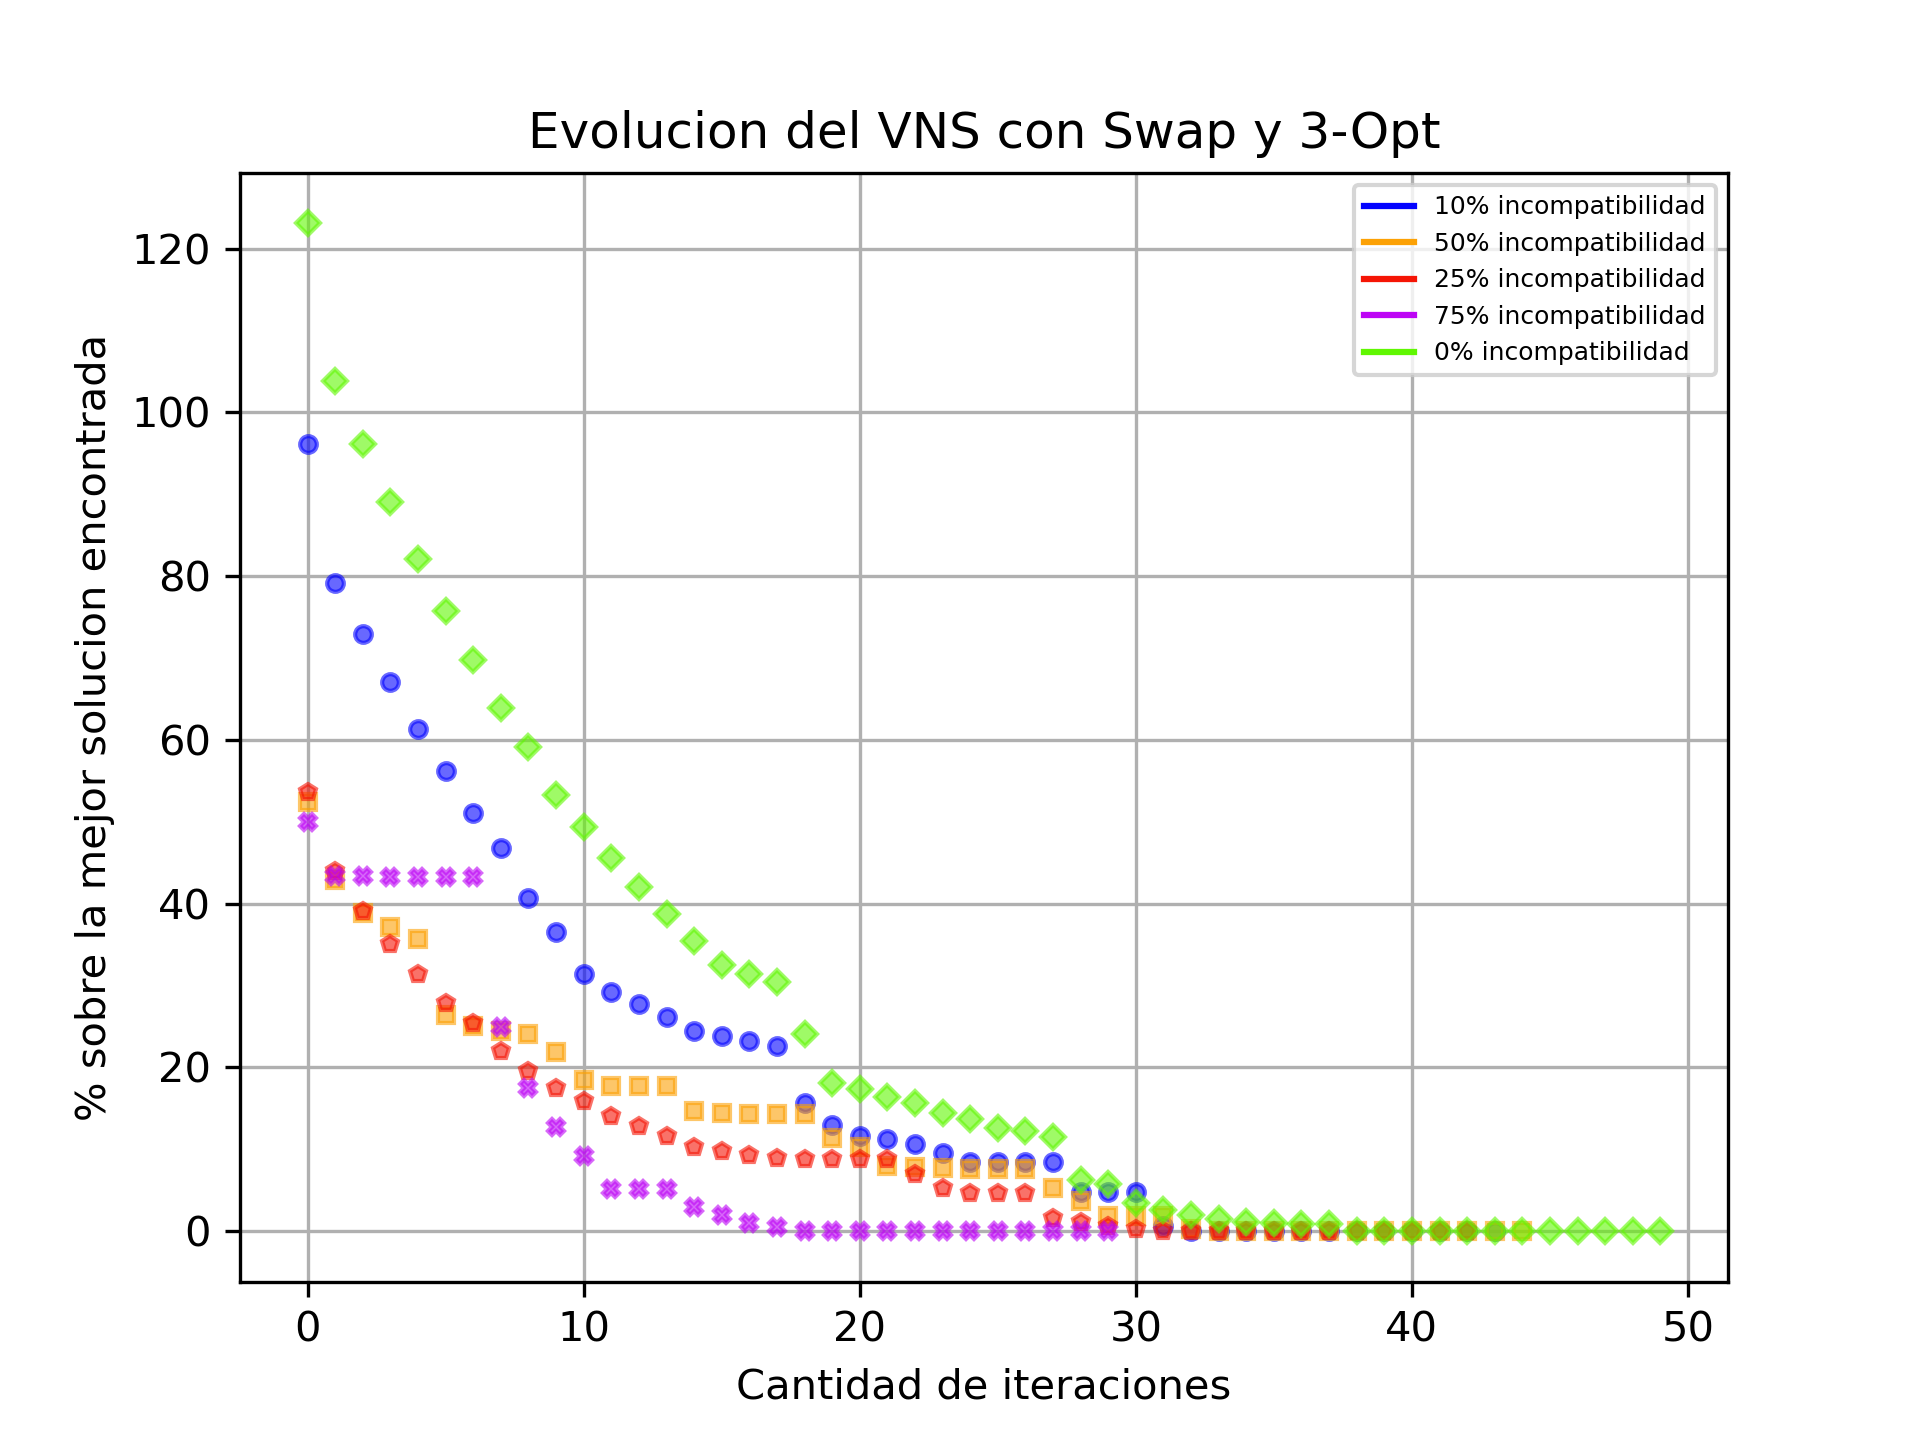 Evolucion del VNS con Swap y 3-Opt
10% incompatibilidad
50% incompatibilidad
25% incompatibilidad
75% incompatibilidad
0% incompatibilidad
% sobre la mejor solucion encontrada
120
100
80
60
40
20
0
0 10 20 30 40 50
Cantidad de iteraciones